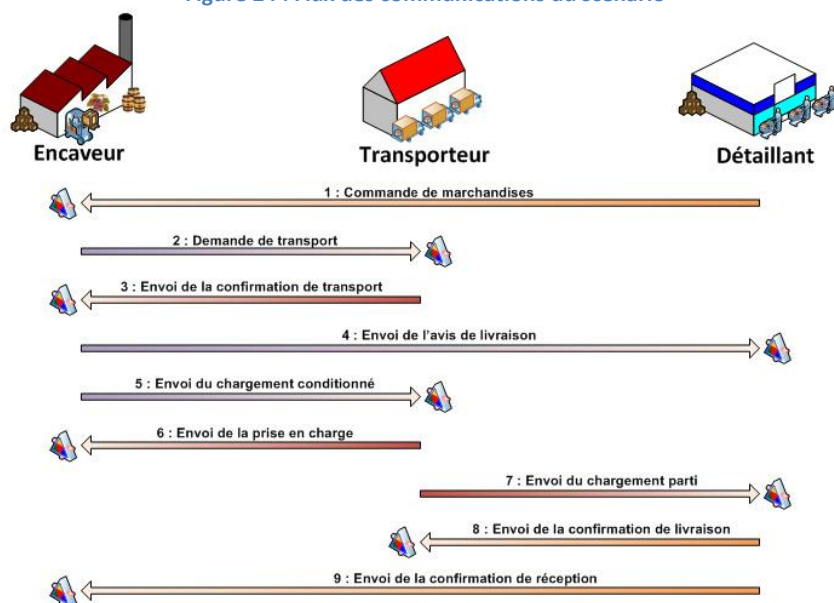 Encaveur
Transporteur
Détaillant
1 : Commande de marchandises
2 : Demande de transport
3 : Envoi de la confirmation de transport
4 : Envoi de l'avis de livraison
5 : Envoi du chargement conditionné
6 : Envoi de la prise en charge
7 : Envoi du chargement parti
8 : Envoi de la confirmation de livraison
9 : Envoi de la confirmation de réception